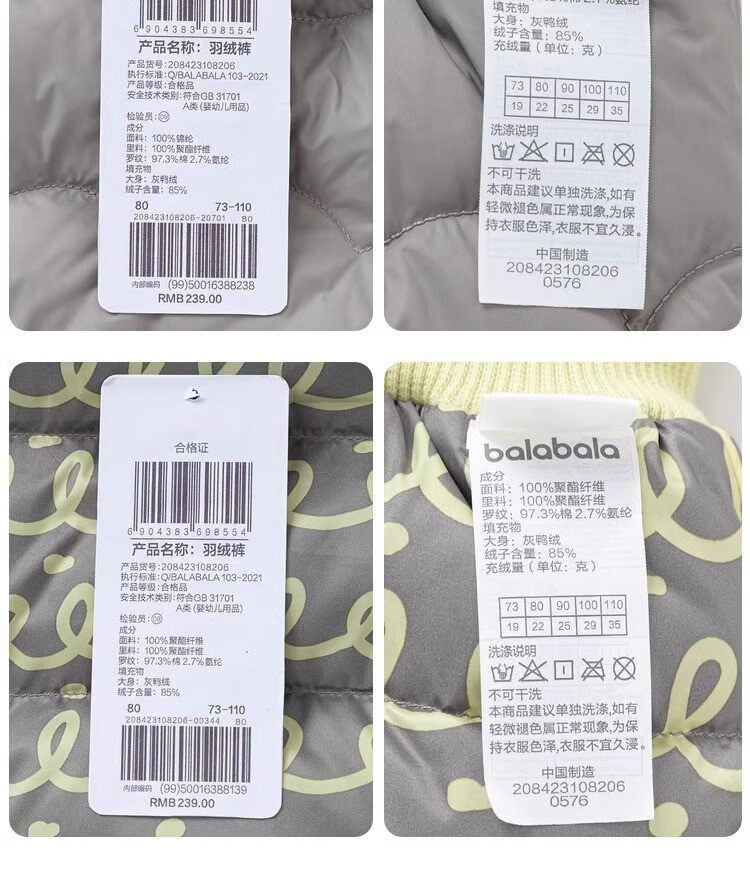 6 904383 698554
产品名称：羽绒裤
产品货号：208423108206
执行标准：Q/BALABALA 103-2021
产品等级：合格品
安全技术类别：符合GB 31701
A类 (婴幼儿用品)
检验员：
成分
面料：100%锦纶
里料：100%聚酯纤维
罗纹：97.3%棉 2.7%氨纶
填充物
大身：灰鸭绒
绒子含量：85%
80 73-110
208423108206-20701 80
内部编码 (99)50016388238
RMB 239.00
填充物
大身：灰鸭绒
绒子含量：85%
充绒量（单位：克）
73 80 90 100 110
19 22 25 29 35
洗涤说明
不可干洗
本商品建议单独洗涤,如有
轻微褪色属正常现象,为保
持衣服色泽,衣服不宜久浸。
中国制造
208423108206
0576
合格证
6 904383 698554
产品名称：羽绒裤
产品货号：208423108206
执行标准：Q/BALABALA 103-2021
产品等级：合格品
安全技术类别：符合GB 31701
A类 (婴幼儿用品)
检验员：
成分
面料：100%聚酯纤维
里料：100%聚酯纤维
罗纹：97.3%棉 2.7%氨纶
填充物
大身：灰鸭绒
绒子含量：85%
80 73-110
208423108206-00344 80
内部编码 (99)50016388139
RMB 239.00
balabala
成分
面料：100%聚酯纤维
里料：100%聚酯纤维
罗纹：97.3%棉 2.7%氨纶
填充物
大身：灰鸭绒
绒子含量：85%
充绒量（单位：克）
73 80 90 100 110
19 22 25 29 35
洗涤说明
不可干洗
本商品建议单独洗涤,如有
轻微褪色属正常现象,为保
持衣服色泽,衣服不宜久浸。
中国制造
208423108206
0576